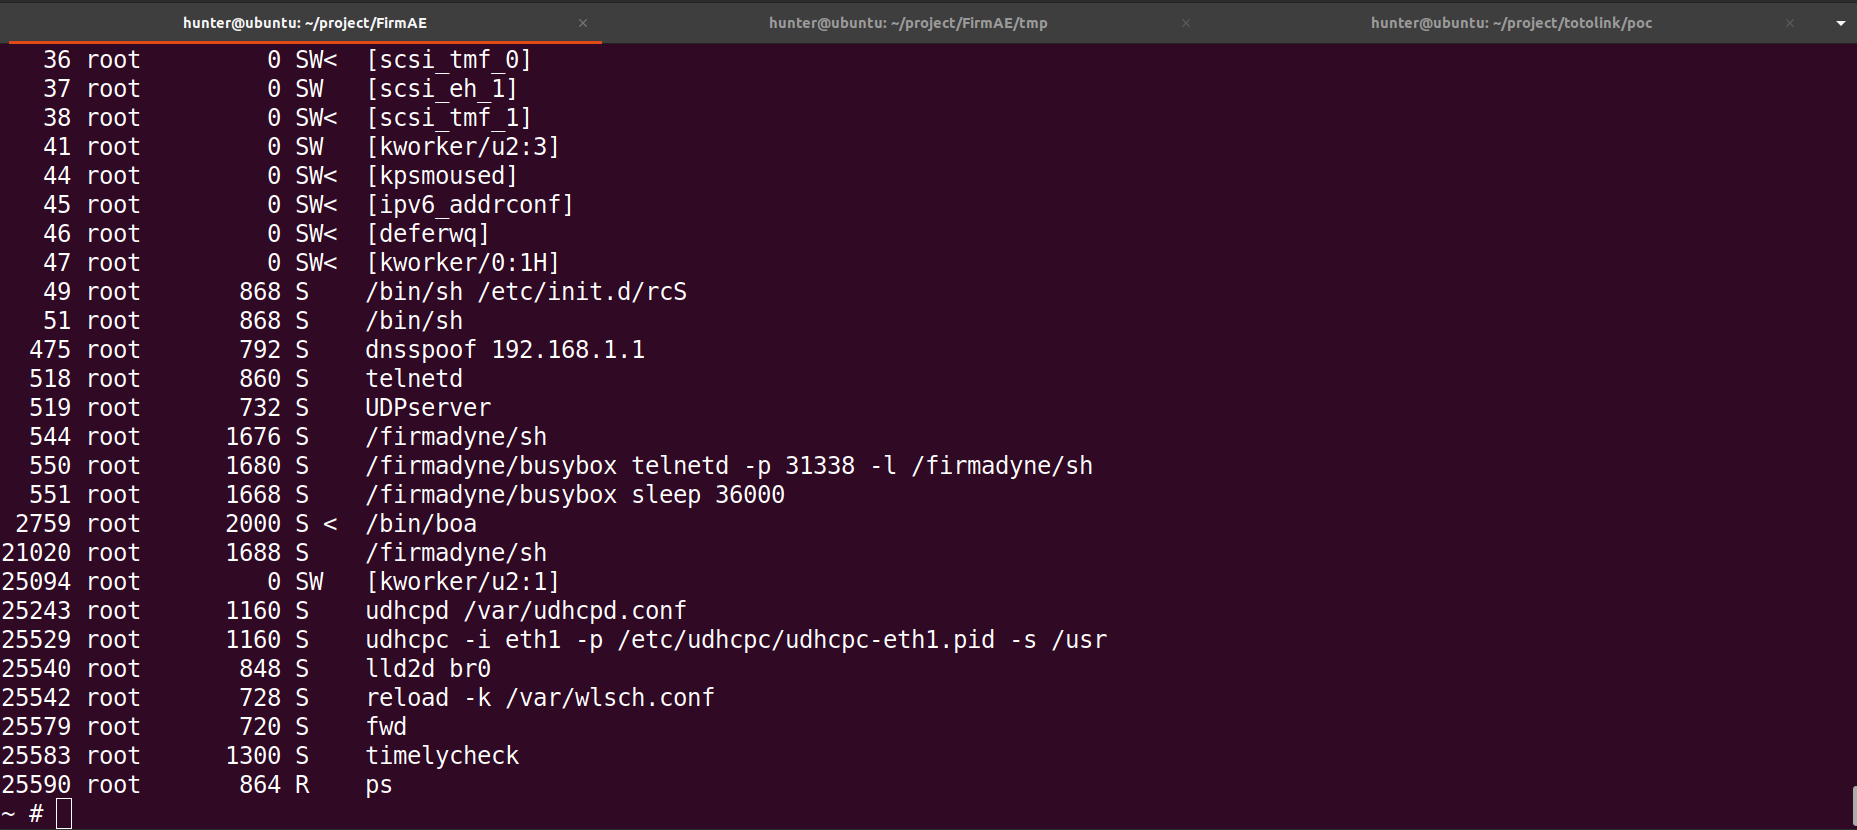 hunter@ubuntu: ~/project/FirmAE × hunter@ubuntu: ~/project/FirmAE/tmp × hunter@ubuntu: ~/project/totolink/poc ×
36 root 0 SW< [scsi_tmf_0]
37 root 0 SW [scsi_eh_1]
38 root 0 SW< [scsi_tmf_1]
41 root 0 SW [kworker/u2:3]
44 root 0 SW< [kpsmoused]
45 root 0 SW< [ipv6_addrconf]
46 root 0 SW< [deferwq]
47 root 0 SW< [kworker/0:1H]
49 root 868 S /bin/sh /etc/init.d/rcS
51 root 868 S /bin/sh
475 root 792 S dnsspoof 192.168.1.1
518 root 860 S telnetd
519 root 732 S UDPserver
544 root 1676 S /firmadyne/sh
550 root 1680 S /firmadyne/busybox telnetd -p 31338 -l /firmadyne/sh
551 root 1668 S /firmadyne/busybox sleep 36000
2759 root 2000 S < /bin/boa
21020 root 1688 S /firmadyne/sh
25094 root 0 SW [kworker/u2:1]
25243 root 1160 S udhcpd /var/udhcpd.conf
25529 root 1160 S udhcpc -i eth1 -p /etc/udhcpc/udhcpc-eth1.pid -s /usr
25540 root 848 S lld2d br0
25542 root 728 S reload -k /var/wlsch.conf
25579 root 720 S fwd
25583 root 1300 S timelycheck
25590 root 864 R ps
~ #